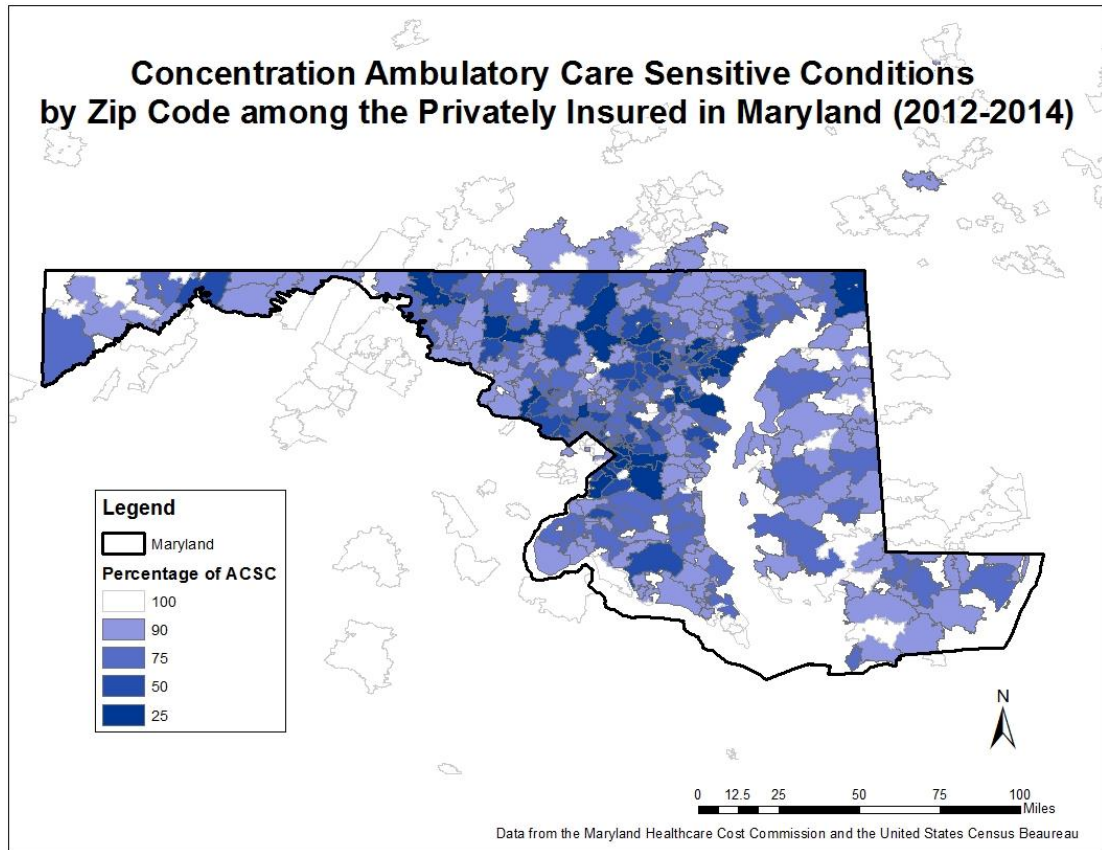 Concentration Ambulatory Care Sensitive Conditions
by Zip Code among the Privately Insured in Maryland (2012-2014)
Legend
Maryland
Percentage of ACSC
100
90
75
50
25
N
0 12.5 25 50 75 100
Miles
Data from the Maryland Healthcare Cost Commission and the United States Census Beaureau